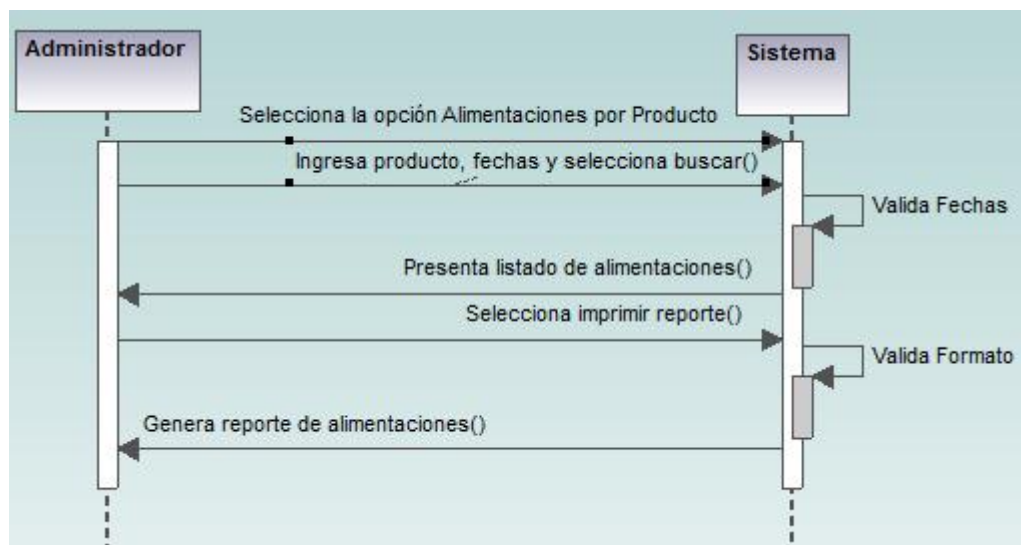 Administrador
Sistema
Selecciona la opción Alimentaciones por Producto
Ingresa producto, fechas y selecciona buscar()
Valida Fechas
Presenta listado de alimentaciones()
Selecciona imprimir reporte()
Valida Formato
Genera reporte de alimentaciones()